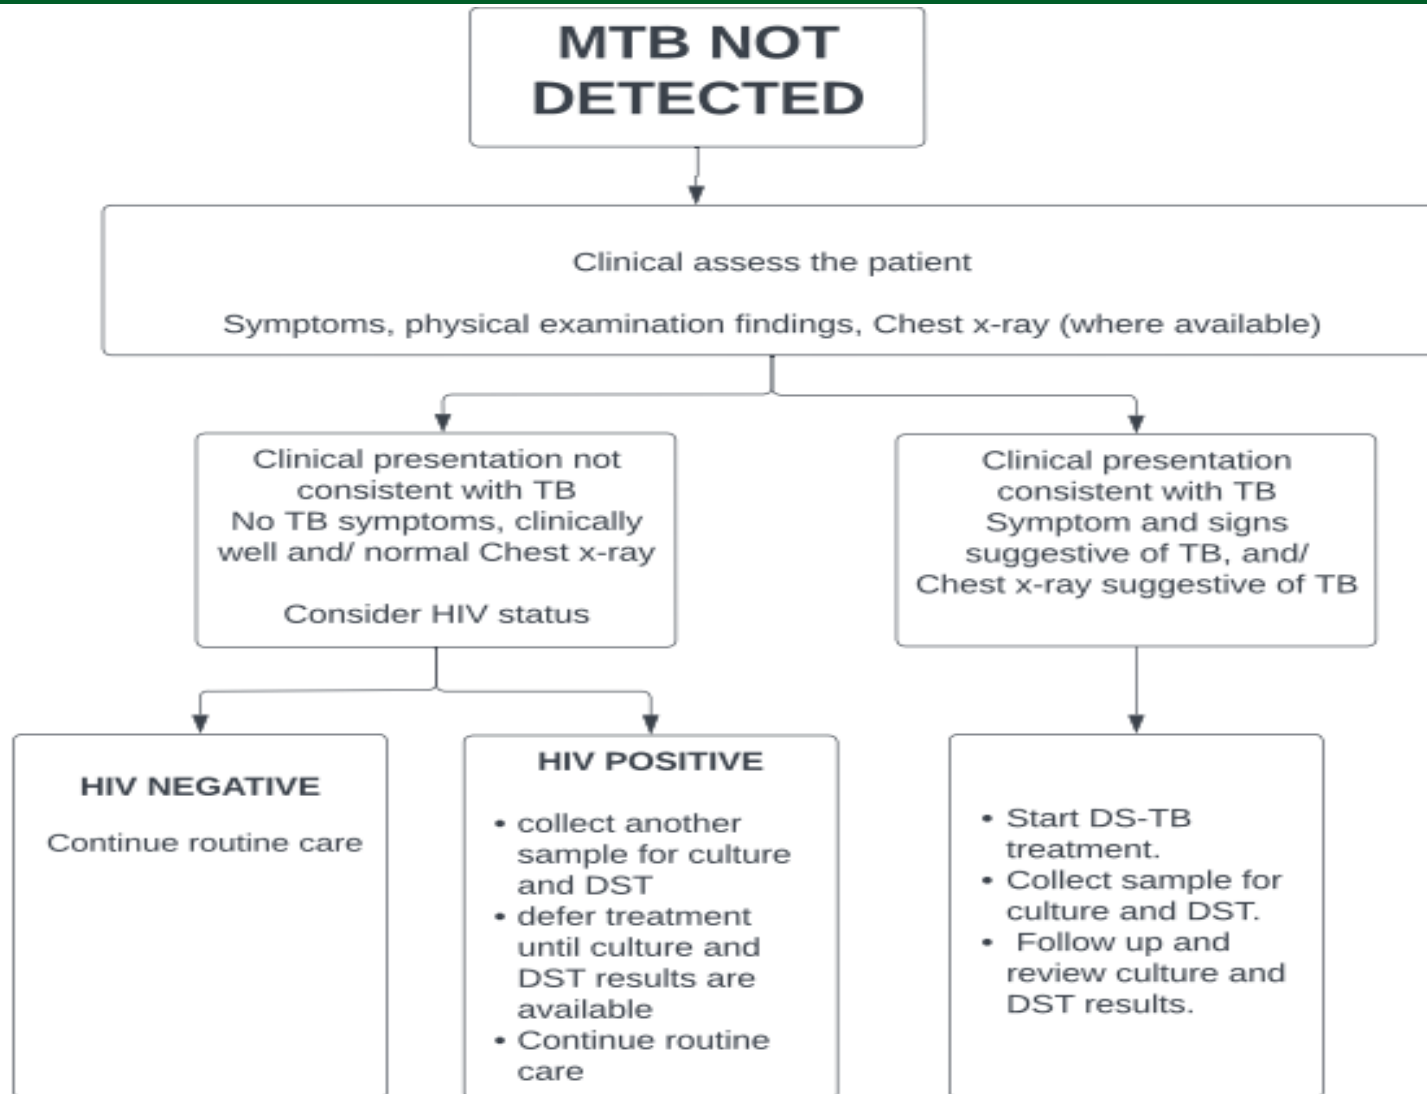 MTB NOT
DETECTED
Clinical assess the patient
Symptoms, physical examination findings, Chest x-ray (where available)
Clinical presentation not
consistent with TB
No TB symptoms, clinically
well and/ normal Chest x-ray
Consider HIV status
Clinical presentation
consistent with TB
Symptom and signs
suggestive of TB, and/
Chest x-ray suggestive of TB
HIV NEGATIVE
Continue routine care
HIV POSITIVE
• collect another
sample for culture
and DST
• defer treatment
until culture and
DST results are
available
• Continue routine
care
• Start DS-TB
treatment.
• Collect sample for
culture and DST.
• Follow up and
review culture and
DST results.